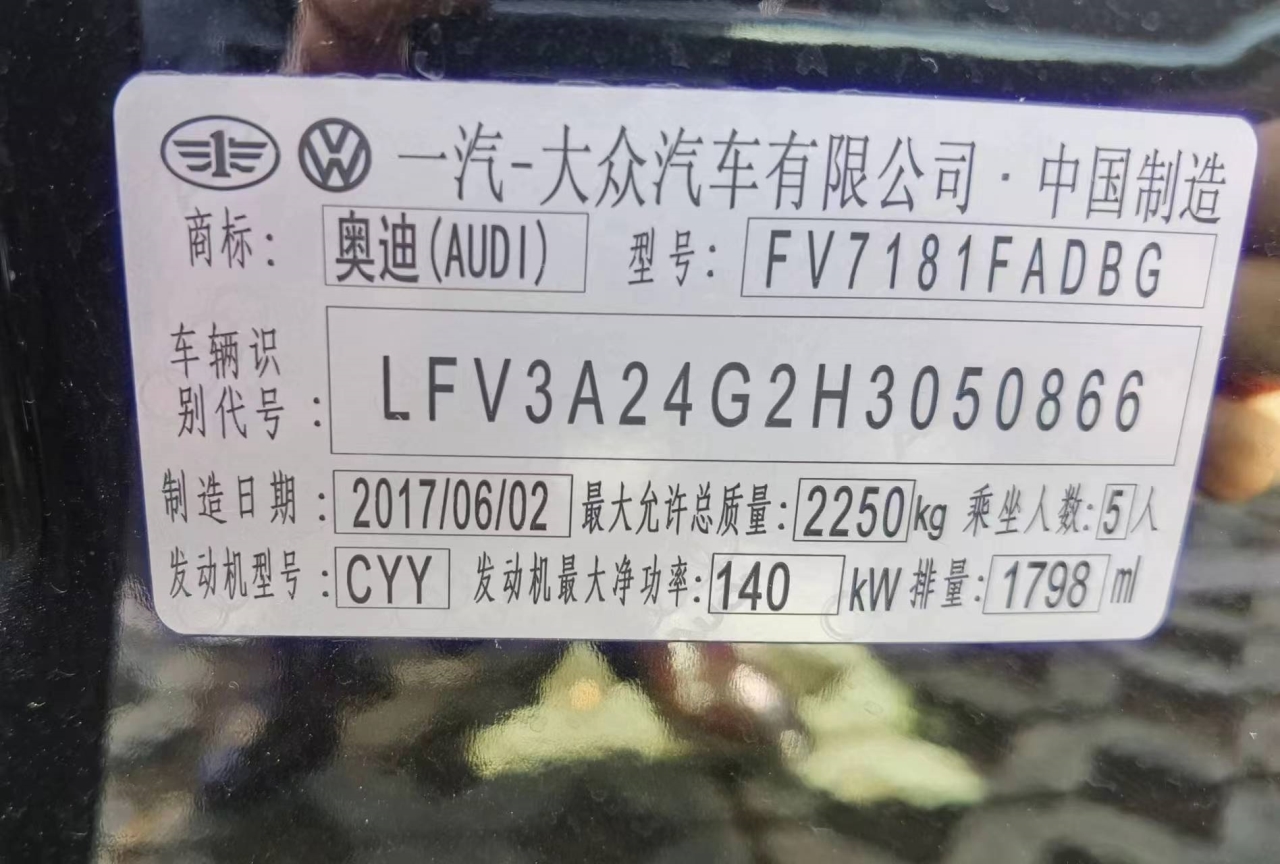 一汽-大众汽车有限公司·中国制造
商标: 奥迪(AUDI) 型号: FV7181FADBG
车辆识
别代号: LFV3A24G2H3050866
制造日期: 2017/06/02 最大允许总质量: 2250kg 乘坐人数: 5人
发动机型号: CYY 发动机最大净功率: 140 kW 排量: 1798 ml